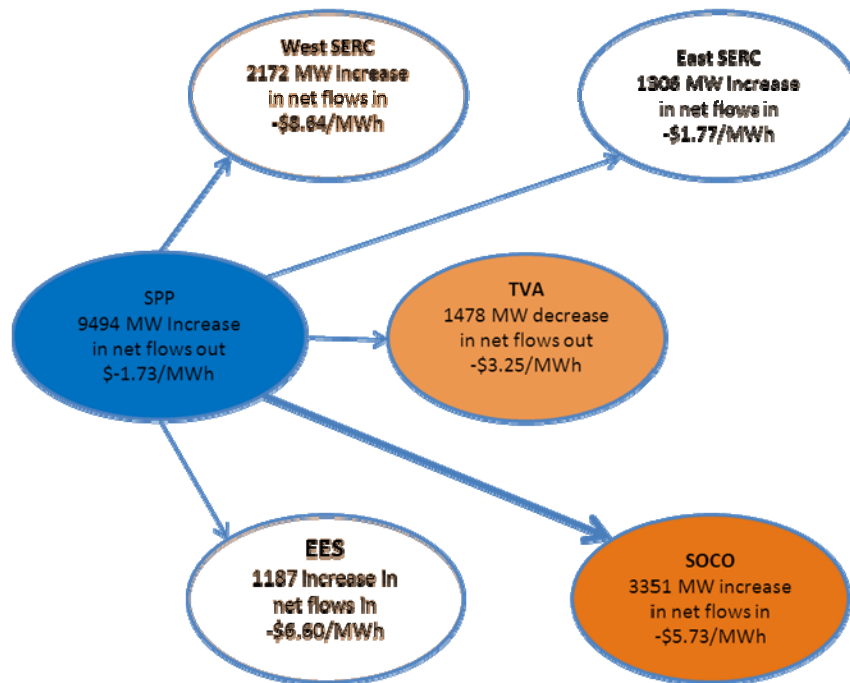 West SERC
2172 MW Increase
in net flows in
-$8.64/MWh
East SERC
1306 MW Increase
in net flows in
-$1.77/MWh
SPP
9494 MW Increase
in net flows out
$-1.73/MWh
TVA
1478 MW decrease
in net flows out
-$3.25/MWh
EES
1187 Increase in
net flows in
-$6.60/MWh
SOCO
3351 MW increase
in net flows in
-$5.73/MWh